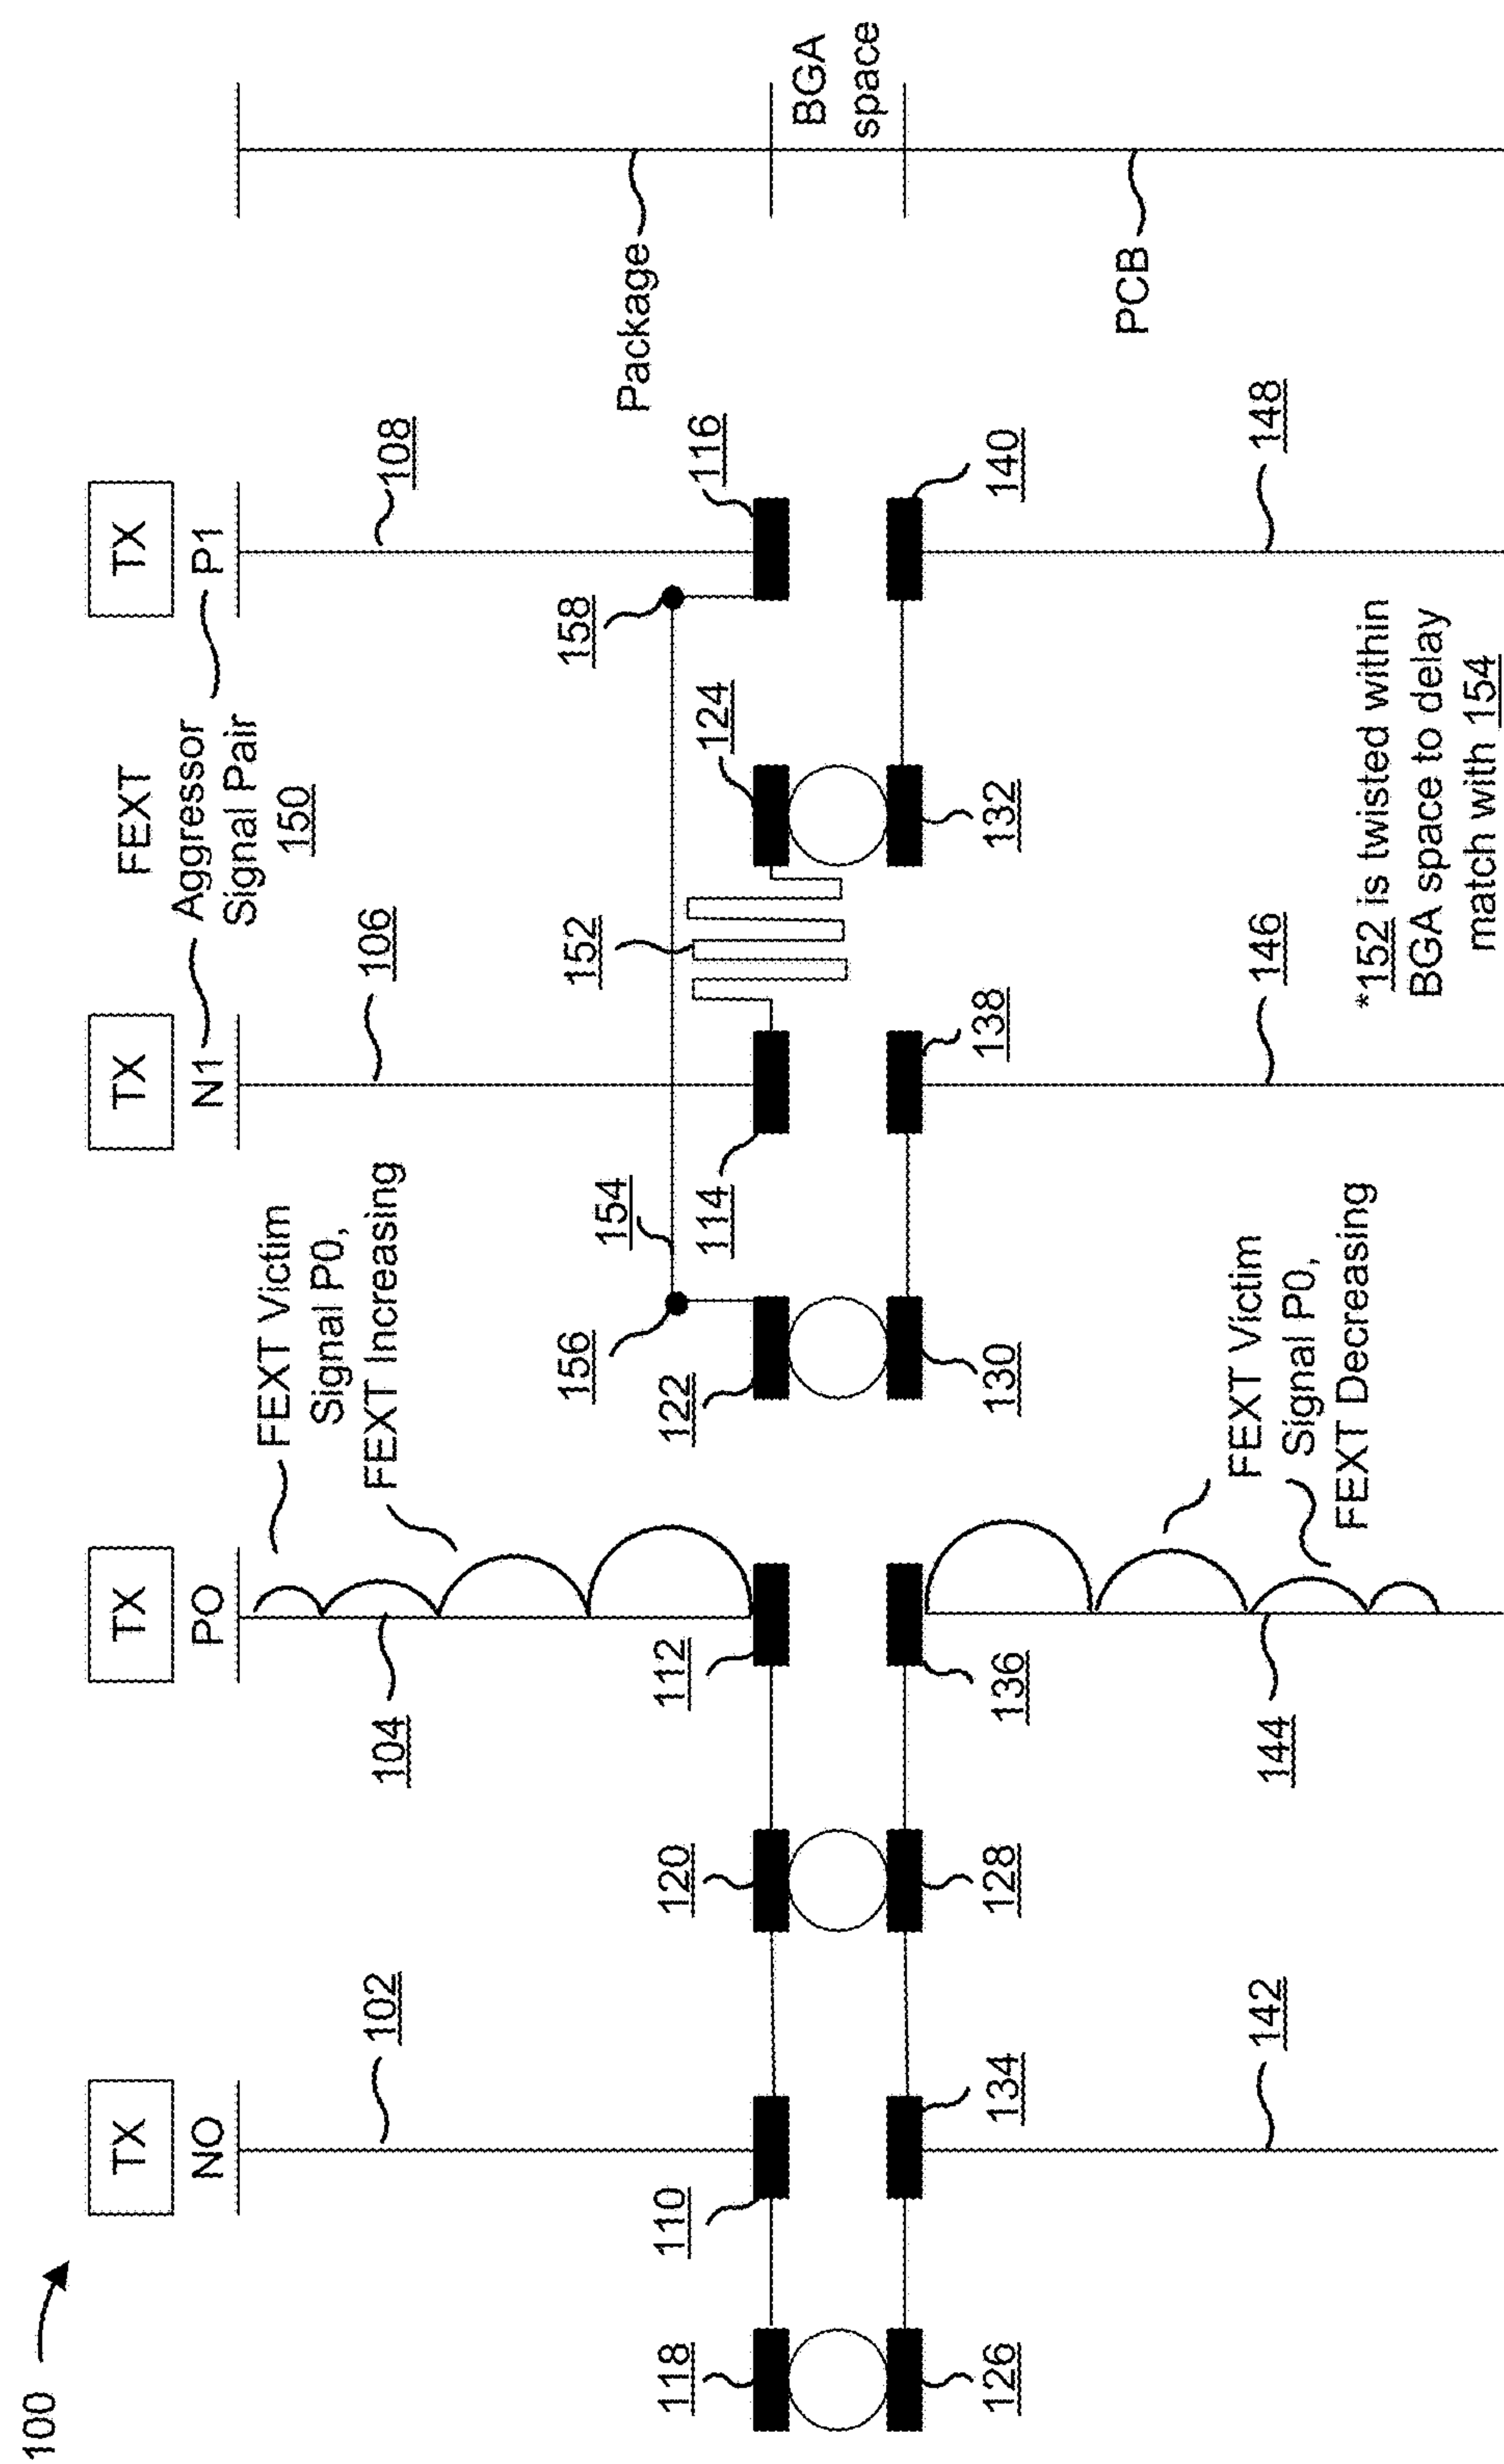 100
TX
NO
TX
PO
TX
N1
TX
P1
FEXT
Aggressor
Signal Pair
150
102
104
FEXT Victim
Signal P0,
FEXT Increasing
106
108
Package
BGA
space
PCB
118
110
120
112
122
156
154
114
152
124
158
116
126
134
128
136
130
138
132
140
142
144
FEXT Victim
Signal P0,
FEXT Decreasing
146
148
*152 is twisted within
BGA space to delay
match with 154